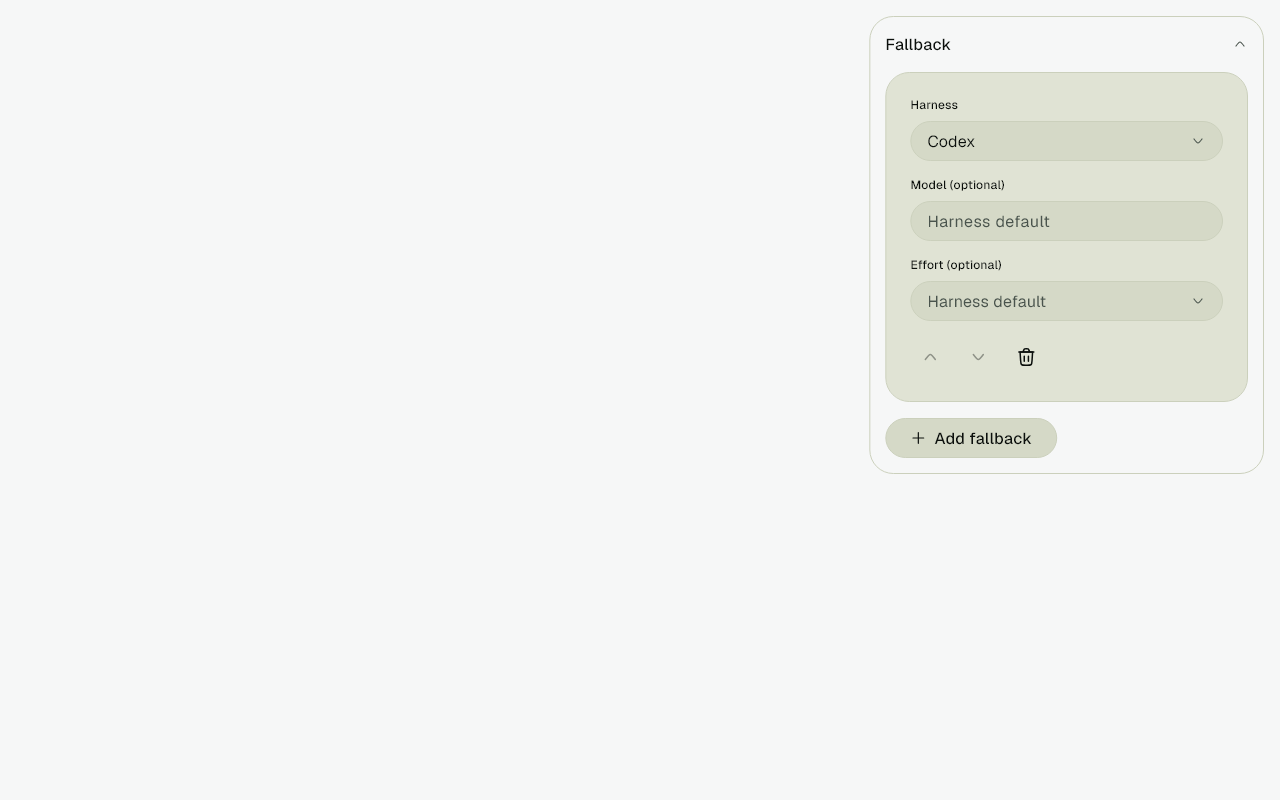 Fallback
Harness
Codex
Model (optional)
Harness default
Effort (optional)
Harness default
Add fallback